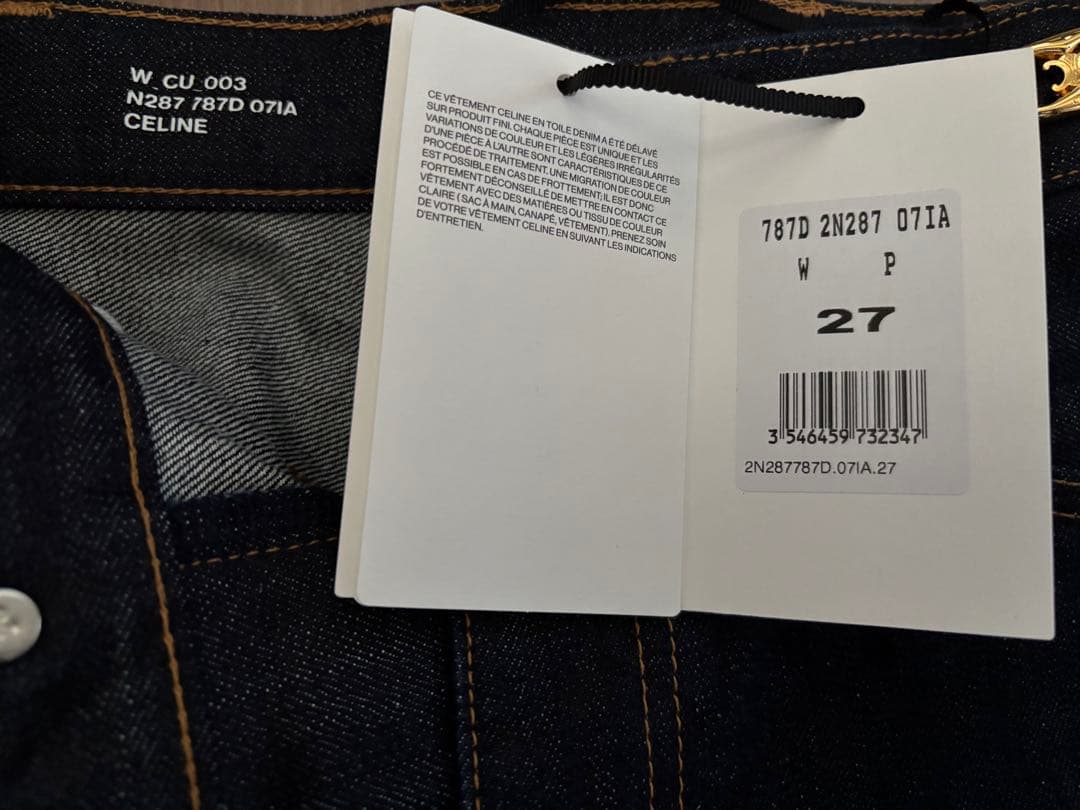 W_CU_003
N287 787D 07IA
CELINE
CE VÊTEMENT CELINE EN TOILE DENIM A ÉTÉ DÉLAVÉ
SUR PRODUIT FINI. CHAQUE PIÈCE EST UNIQUE ET LES
VARIATIONS DE COULEUR ET LES LÉGÈRES IRRÉGULARITÉS
D'UNE PIÈCE À L'AUTRE SONT CARACTÉRISTIQUES DE CE
PROCÉDÉ DE TRAITEMENT. UNE MIGRATION DE COULEUR
EST POSSIBLE EN CAS DE FROTTEMENT; IL EST DONC
FORTEMENT DÉCONSEILLÉ DE METTRE EN CONTACT CE
VÊTEMENT AVEC DES MATIÈRES OU TISSU DE COULEUR
CLAIRE ( SAC À MAIN, CANAPÉ, VÊTEMENT). PRENEZ SOIN
DE VOTRE VÊTEMENT CELINE EN SUIVANT LES INDICATIONS
D'ENTRETIEN.
787D 2N287 07IA
W P
27
3 546459 732347
2N287787D.07IA.27